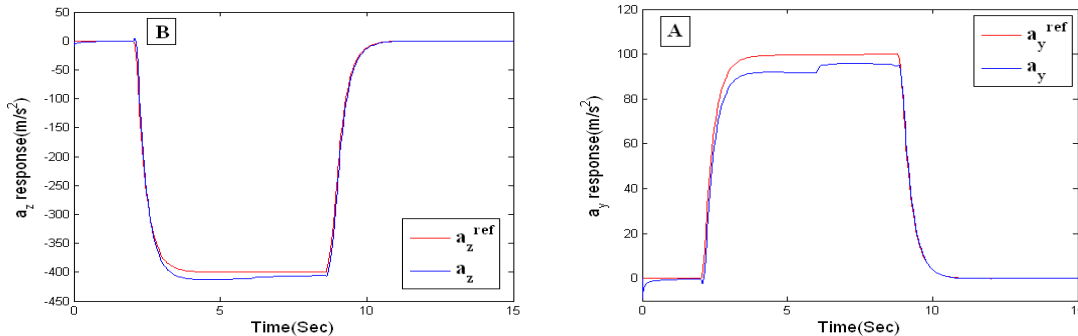 B
50
0
-50
-100
-150
-200
-250
-300
-350
-400
-450
a_z response(m/s^2)
a_z^ref
a_z
0
5
10
15
Time(Sec)
A
120
100
80
60
40
20
0
a_y response(m/s^2)
a_y^ref
a_y
0
5
10
15
Time(Sec)